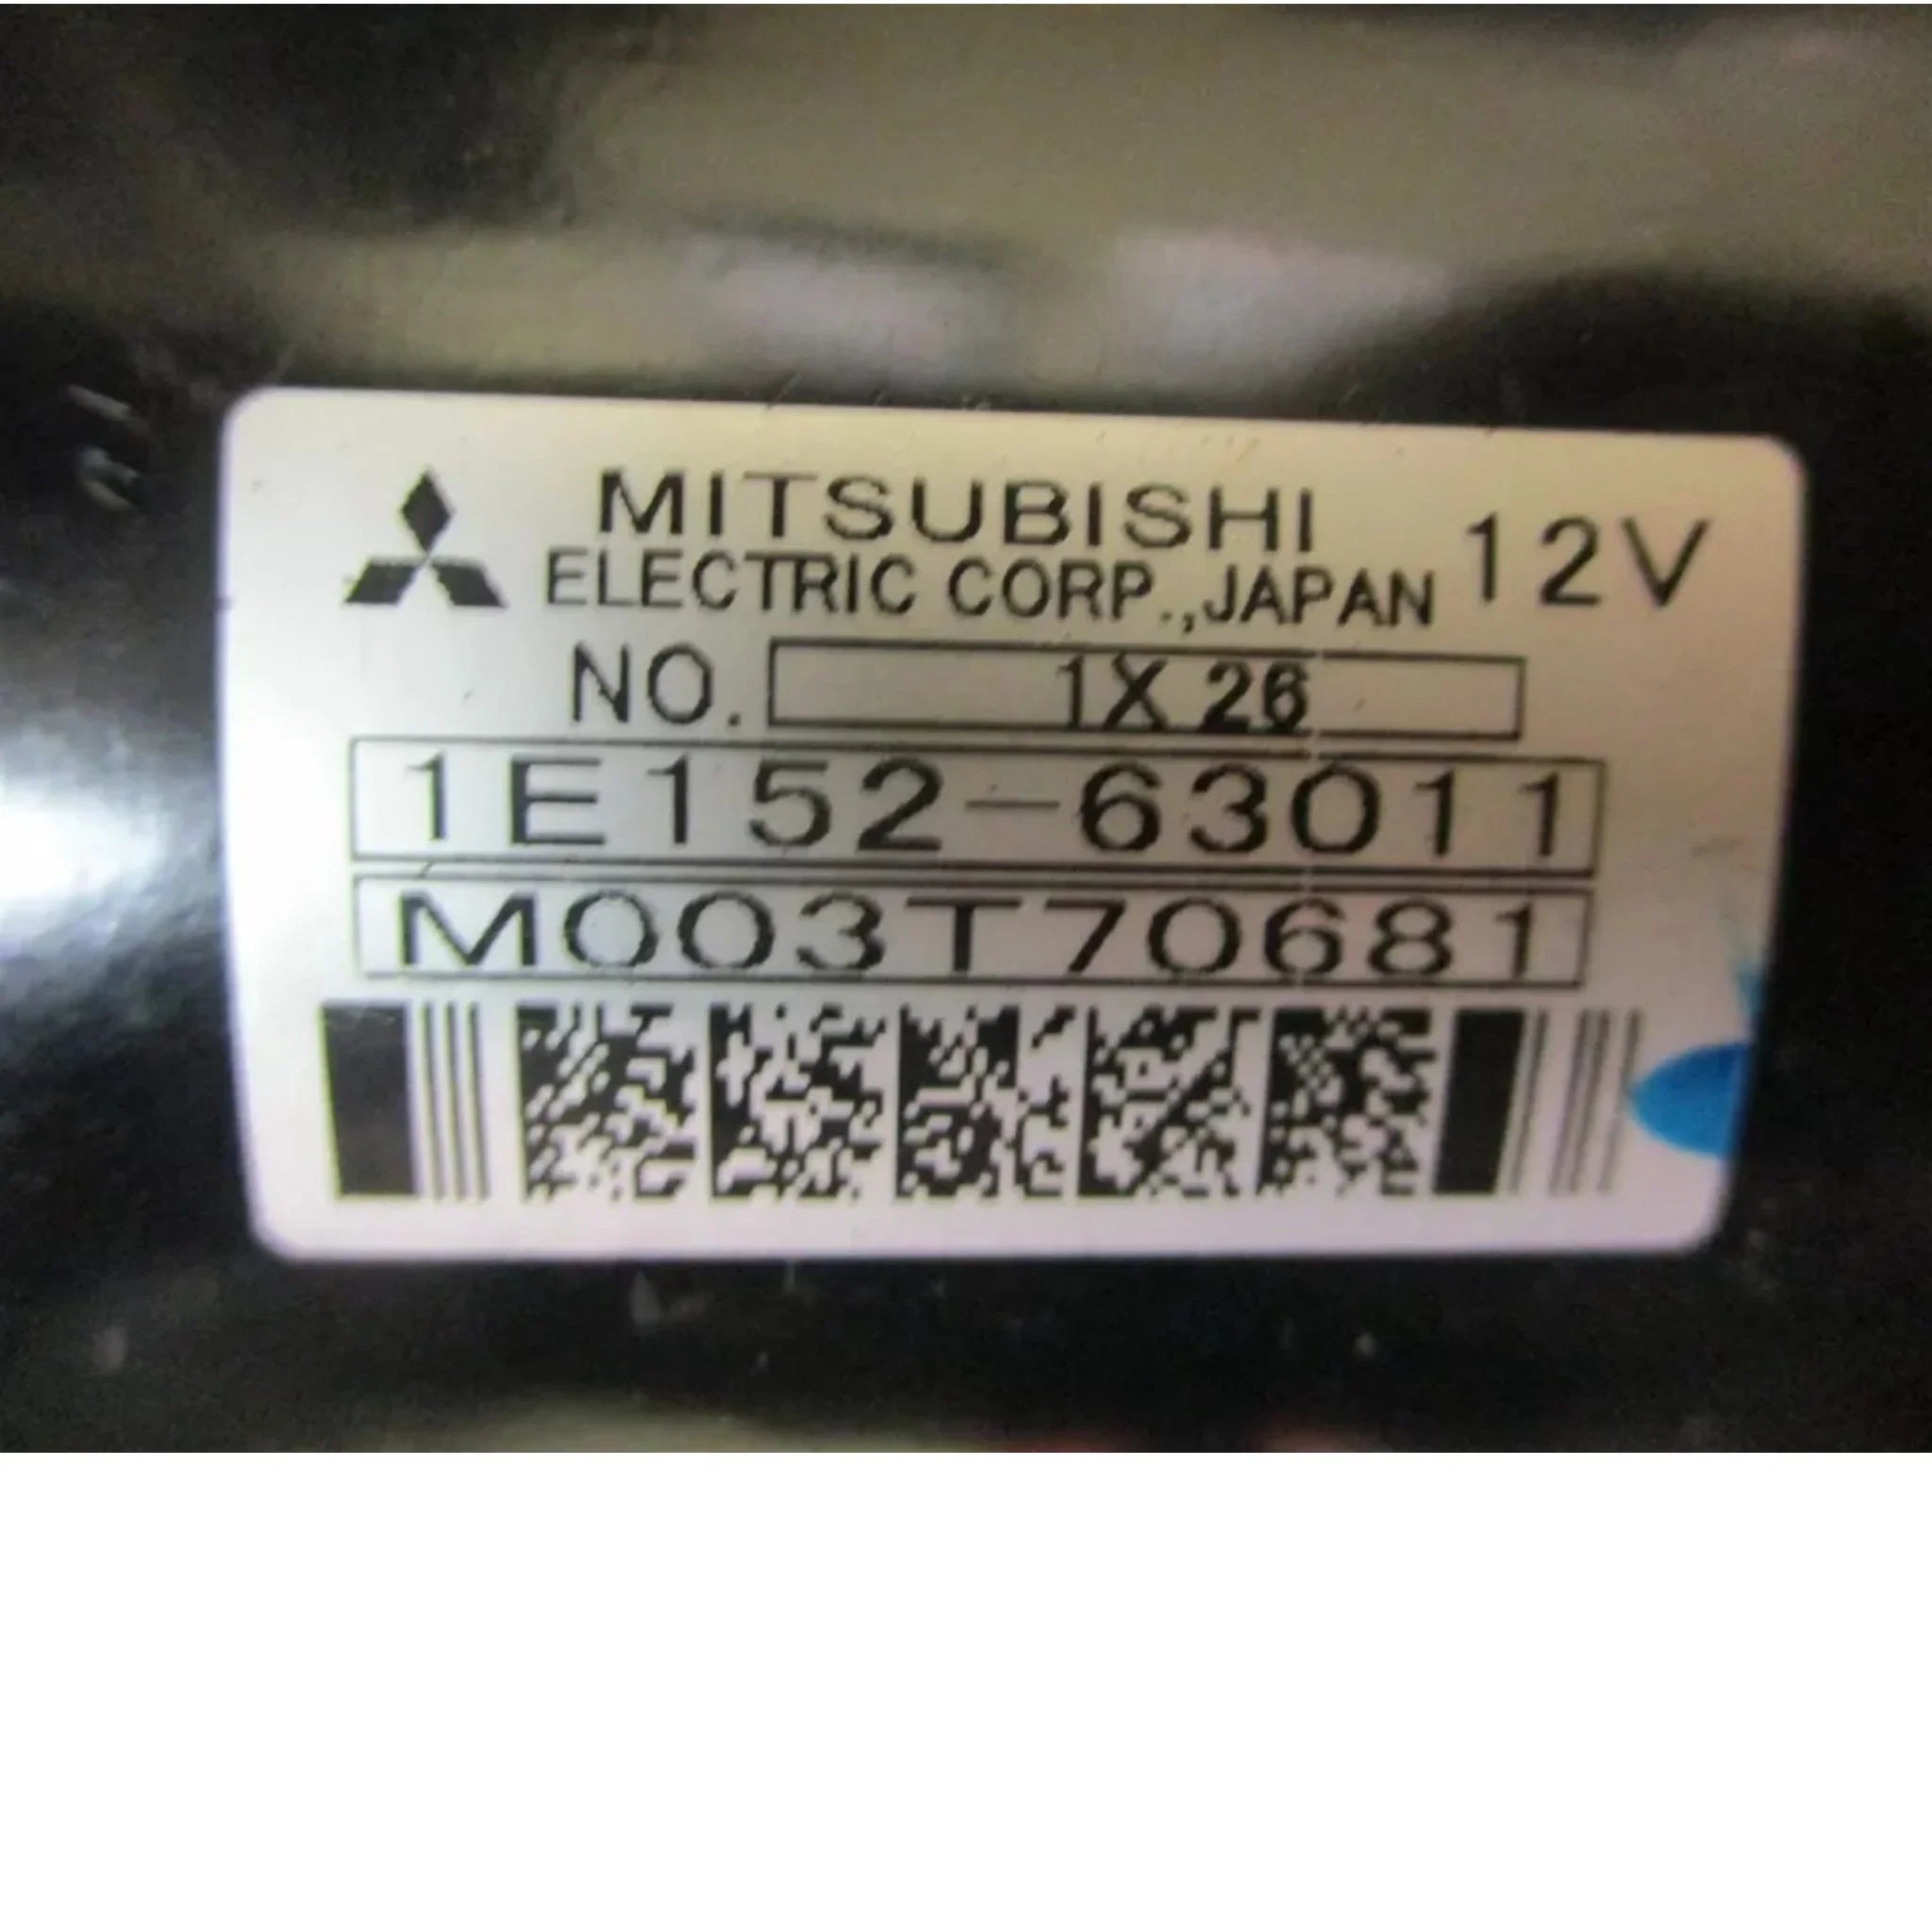 MITSUBISHI
ELECTRIC CORP.,JAPAN 12V
NO. 1X 26
1E152-63011
M003T70681